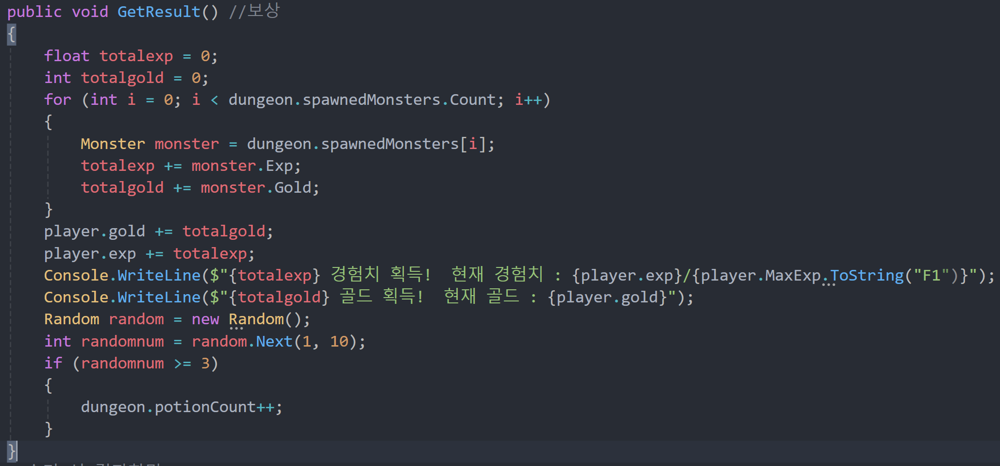 public void GetResult() //보상
{
float totalexp = 0;
int totalgold = 0;
for (int i = 0; i < dungeon.spawnedMonsters.Count; i++)
{
Monster monster = dungeon.spawnedMonsters[i];
totalexp += monster.Exp;
totalgold += monster.Gold;
}
player.gold += totalgold;
player.exp += totalexp;
Console.WriteLine($"{totalexp} 경험치 획득!  현재 경험치 : {player.exp}/{player.MaxExp.ToString("F1")}");
Console.WriteLine($"{totalgold} 골드 획득!  현재 골드 : {player.gold}");
Random random = new Random();
int randomnum = random.Next(1, 10);
if (randomnum >= 3)
{
dungeon.potionCount++;
}
}